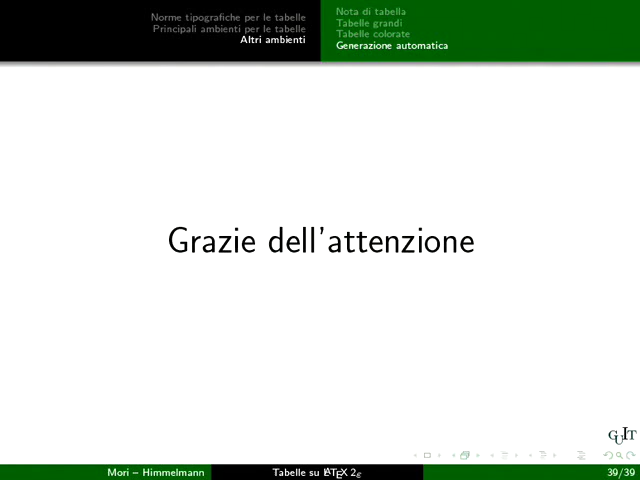 Norme tipografiche per le tabelle
Principali ambienti per le tabelle
Altri ambienti
Nota di tabella
Tabelle grandi
Tabelle colorate
Generazione automatica
Grazie dell'attenzione
GUIT
Mori – Himmelmann
Tabelle su LATEX 2ε
39/39